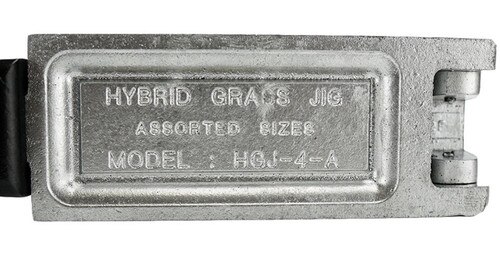 HYBRID GRASS JIG
ASSORTED SIZES
MODEL : HGJ-4-A